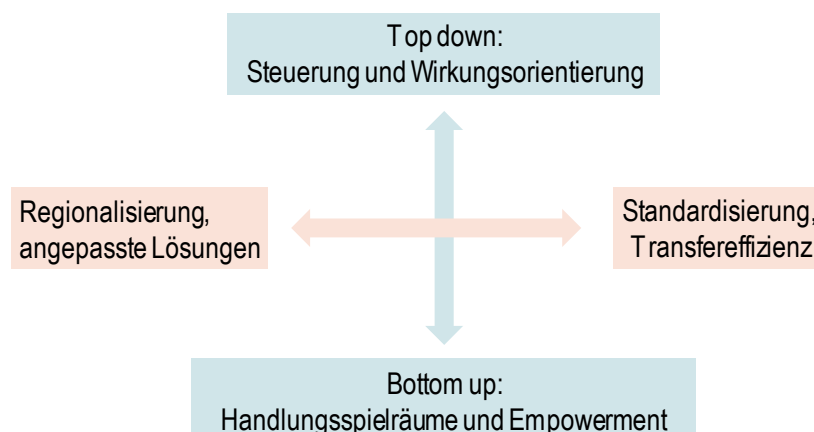 Top down:
Steuerung und Wirkungsorientierung
Regionalisierung,
angepasste Lösungen
Standardisierung,
Transfereffizienz
Bottom up:
Handlungsspielräume und Empowerment